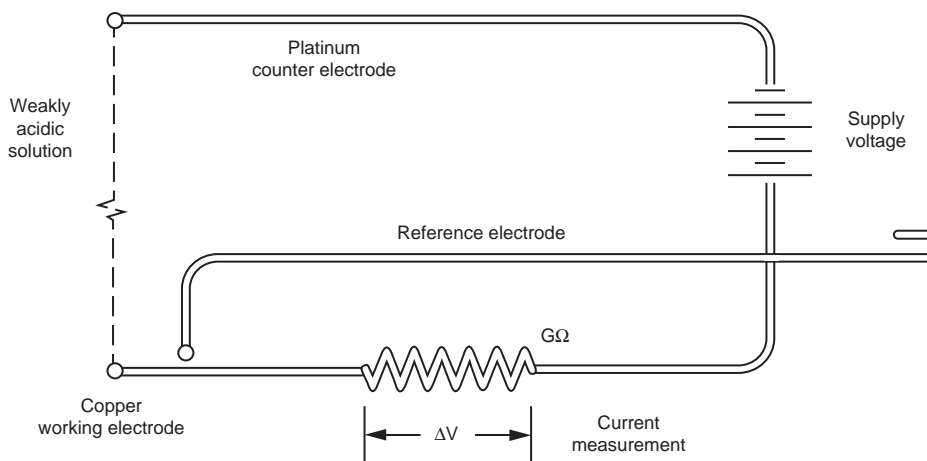 Platinum
counter electrode
Weakly
acidic
solution
Supply
voltage
Reference electrode
GΩ
Copper
working electrode
ΔV
Current
measurement